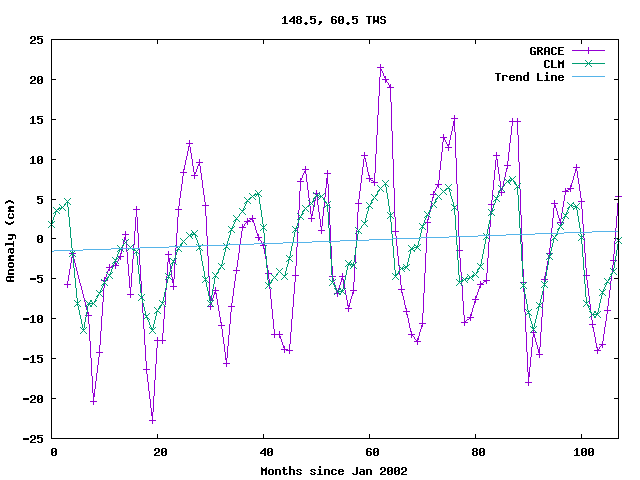 148.5, 60.5 TWS
GRACE
CLM
Trend Line
Anomaly (cm)
25
20
15
10
5
0
-5
-10
-15
-20
-25
0 20 40 60 80 100
Months since Jan 2002